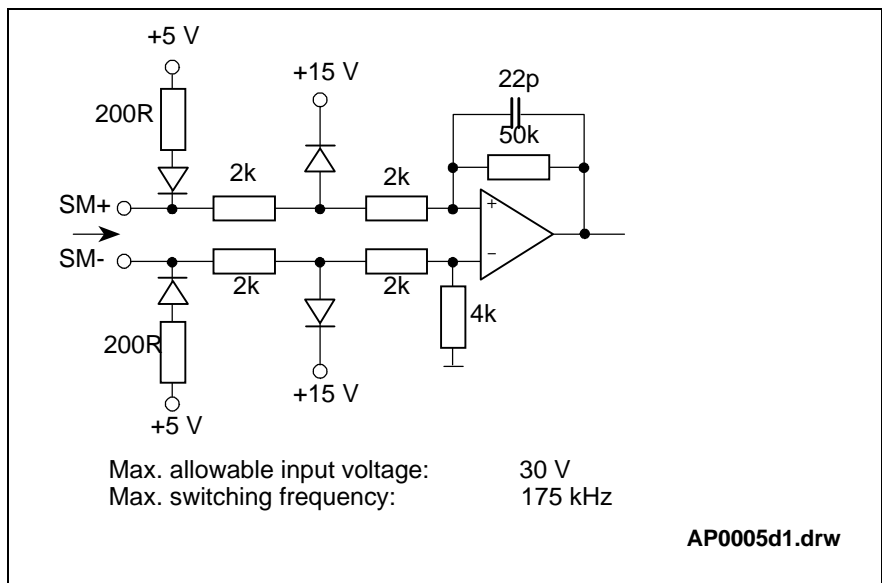 +5 V
+15 V
22p
200R
50k
2k
2k
SM+
+
SM-
−
2k
2k
4k
200R
+15 V
+5 V
Max. allowable input voltage: 30 V
Max. switching frequency: 175 kHz
AP0005d1.drw